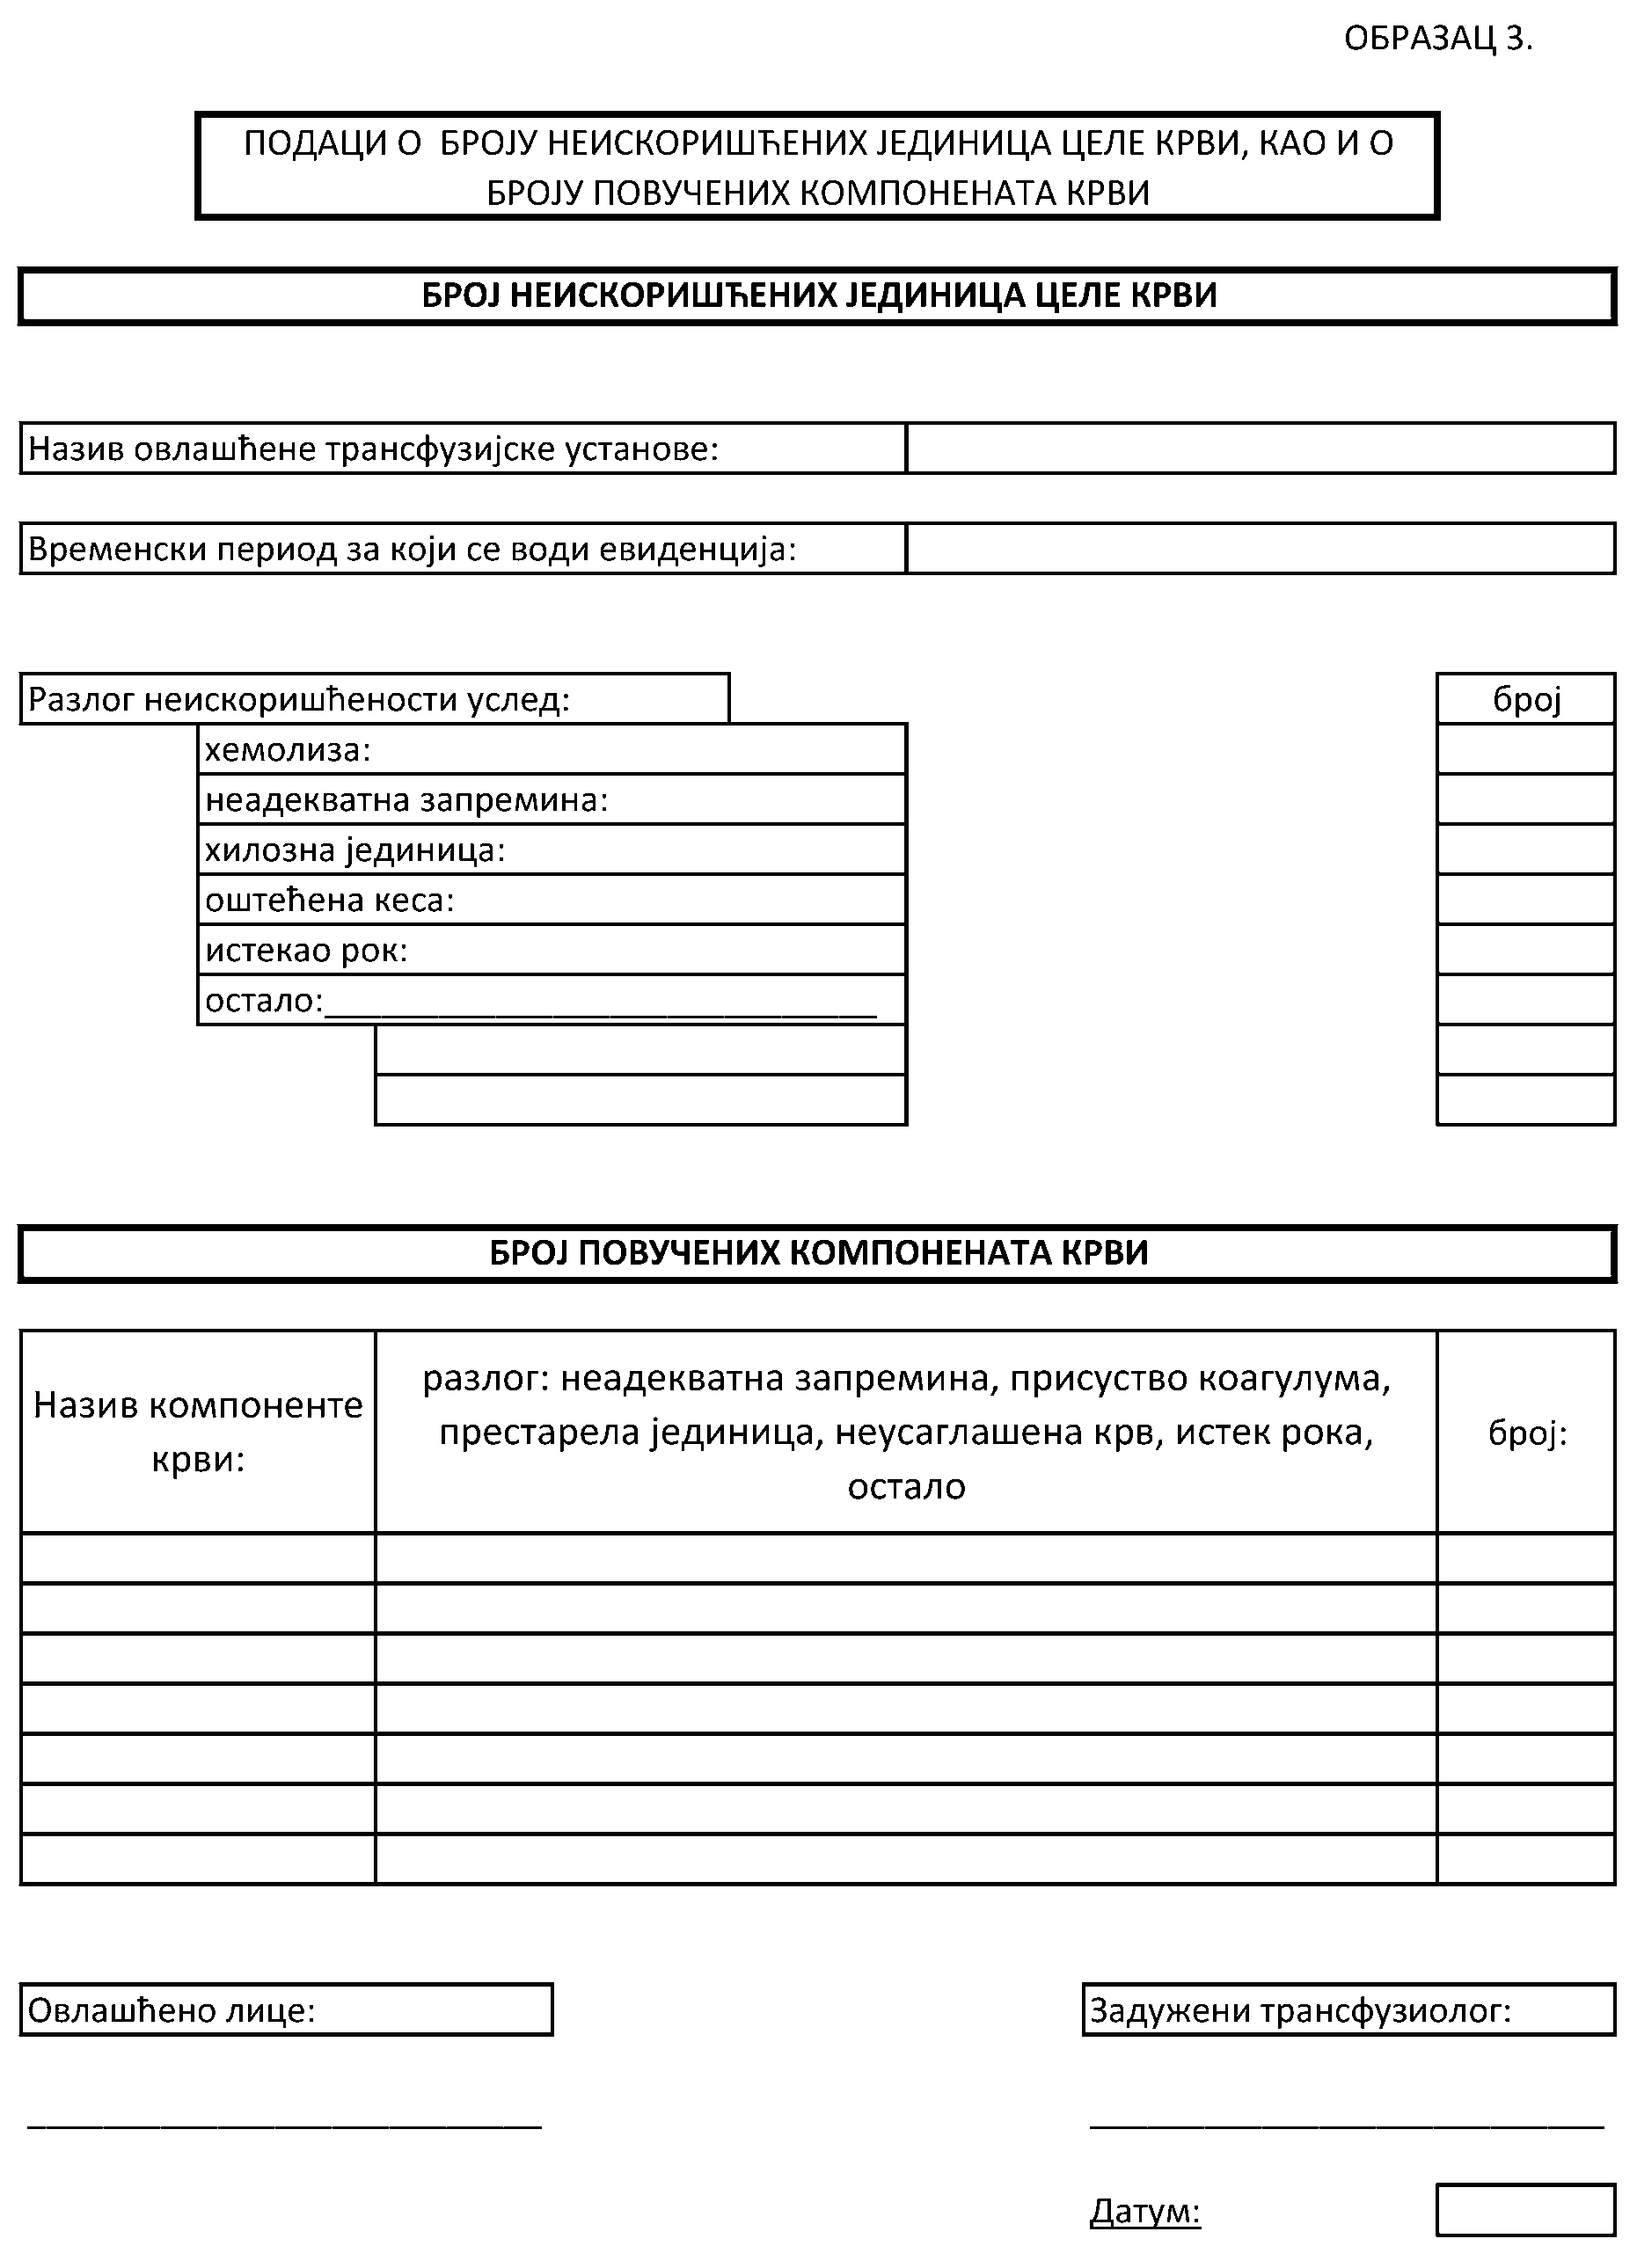 ОБРАЗАЦ 3.
ПОДАЦИ О  БРОЈУ НЕИСКОРИШЋЕНИХ ЈЕДИНИЦА ЦЕЛЕ КРВИ, КАО И О
БРОЈУ ПОВУЧЕНИХ КОМПОНЕНАТА КРВИ
БРОЈ НЕИСКОРИШЋЕНИХ ЈЕДИНИЦА ЦЕЛЕ КРВИ
Назив овлашћене трансфузијске установе:
Временски период за који се води евиденција:
Разлог неискоришћености услед:
број
хемолиза:
неадекватна запремина:
хилозна јединица:
оштећена кеса:
истекао рок:
остало:_____________________________
БРОЈ ПОВУЧЕНИХ КОМПОНЕНАТА КРВИ
Назив компоненте
крви:
разлог: неадекватна запремина, присуство коагулума,
престарела јединица, неусаглашена крв, истек рока,
остало
број:
Овлашћено лице:
Задужени трансфузиолог:
___________________________
___________________________
Датум: